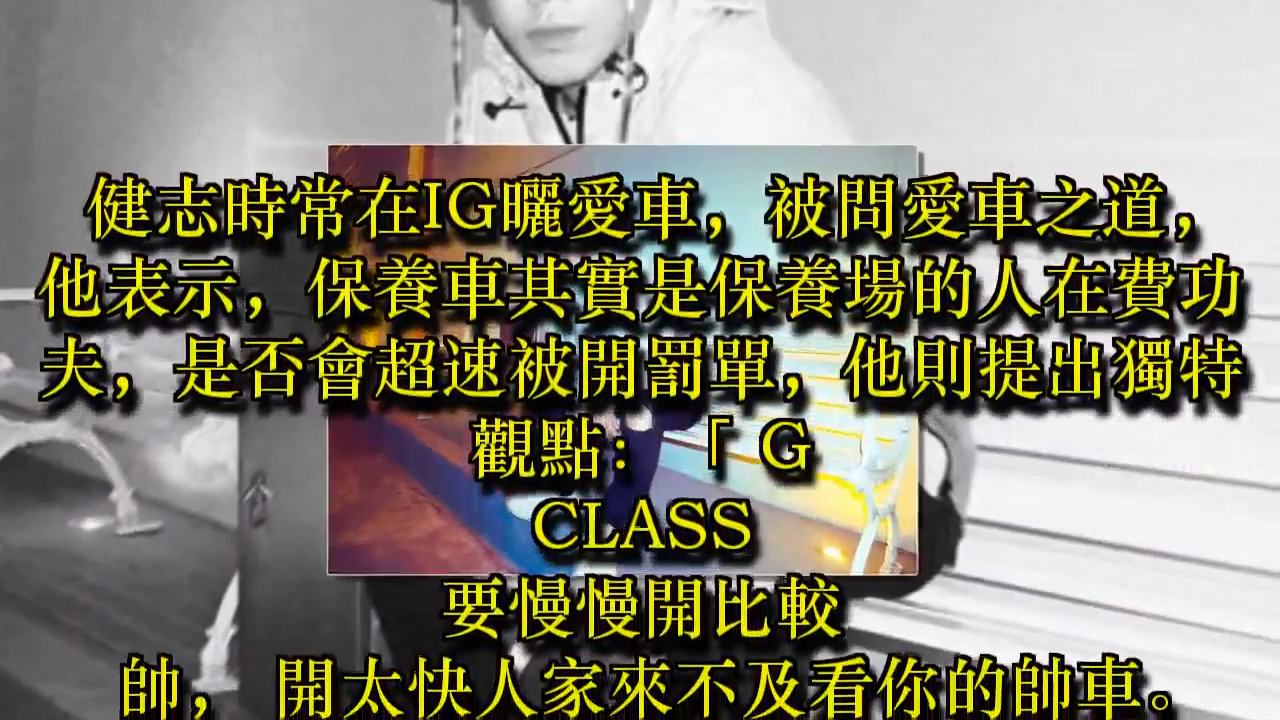 健志時常在IG曬愛車，被問愛車之道，
他表示，保養車其實是保養場的人在費功
夫，是否會超速被開罰單，他則提出獨特
觀點：「G
CLASS
要慢慢開比較
帥，開太快人家來不及看你的帥車。